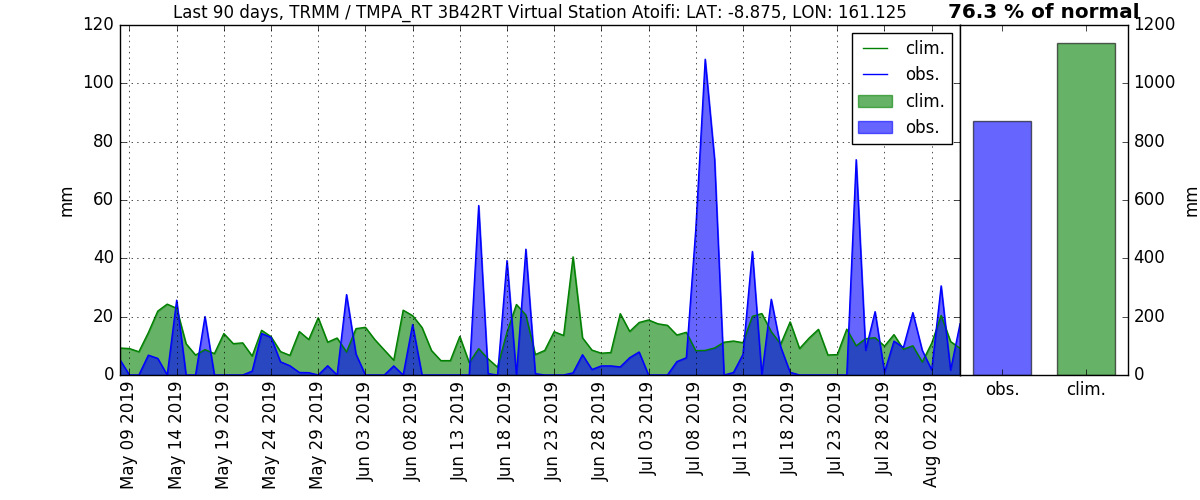 Last 90 days, TRMM / TMPA_RT 3B42RT Virtual Station Atoifi: LAT: -8.875, LON: 161.125
76.3 % of normal
120
100
80
60
40
20
0
mm
clim.
obs.
clim.
obs.
1200
1000
800
600
400
200
0
mm
May 09 2019
May 14 2019
May 19 2019
May 24 2019
May 29 2019
Jun 03 2019
Jun 08 2019
Jun 13 2019
Jun 18 2019
Jun 23 2019
Jun 28 2019
Jul 03 2019
Jul 08 2019
Jul 13 2019
Jul 18 2019
Jul 23 2019
Jul 28 2019
Aug 02 2019
obs.
clim.